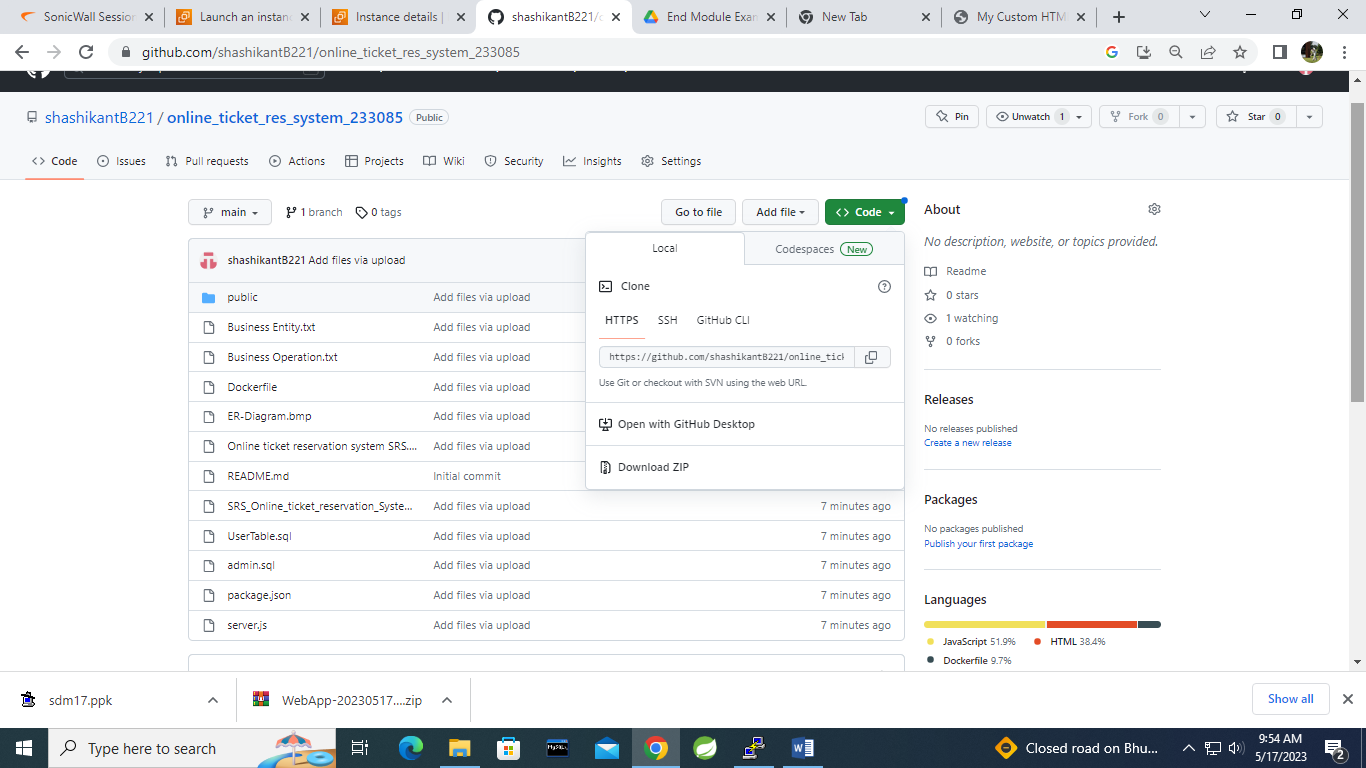 SonicWall Session
Launch an instan
Instance details |
shashikantB221/o
End Module Exam
New Tab
My Custom HTM
github.com/shashikantB221/online_ticket_res_system_233085
shashikantB221 / online_ticket_res_system_233085 Public
Pin
Unwatch 1
Fork 0
Star 0
Code
Issues
Pull requests
Actions
Projects
Wiki
Security
Insights
Settings
main
1 branch
0 tags
Go to file
Add file
Code
shashikantB221 Add files via upload
public Add files via upload
Business Entity.txt Add files via upload
Business Operation.txt Add files via upload
Dockerfile Add files via upload
ER-Diagram.bmp Add files via upload
Online ticket reservation system SRS.... Add files via upload
README.md Initial commit
SRS_Online_ticket_reservation_Syste... Add files via upload 7 minutes ago
UserTable.sql Add files via upload 7 minutes ago
admin.sql Add files via upload 7 minutes ago
package.json Add files via upload 7 minutes ago
server.js Add files via upload 7 minutes ago
Local
Codespaces New
Clone
HTTPS SSH GitHub CLI
https://github.com/shashikantB221/online_tick
Use Git or checkout with SVN using the web URL.
Open with GitHub Desktop
Download ZIP
About
No description, website, or topics provided.
Readme
0 stars
1 watching
0 forks
Releases
No releases published
Create a new release
Packages
No packages published
Publish your first package
Languages
JavaScript 51.9%
HTML 38.4%
Dockerfile 9.7%
sdm17.ppk
WebApp-20230517....zip
Show all
Type here to search
MySQL
Closed road on Bhu...
9:54 AM
5/17/2023
2